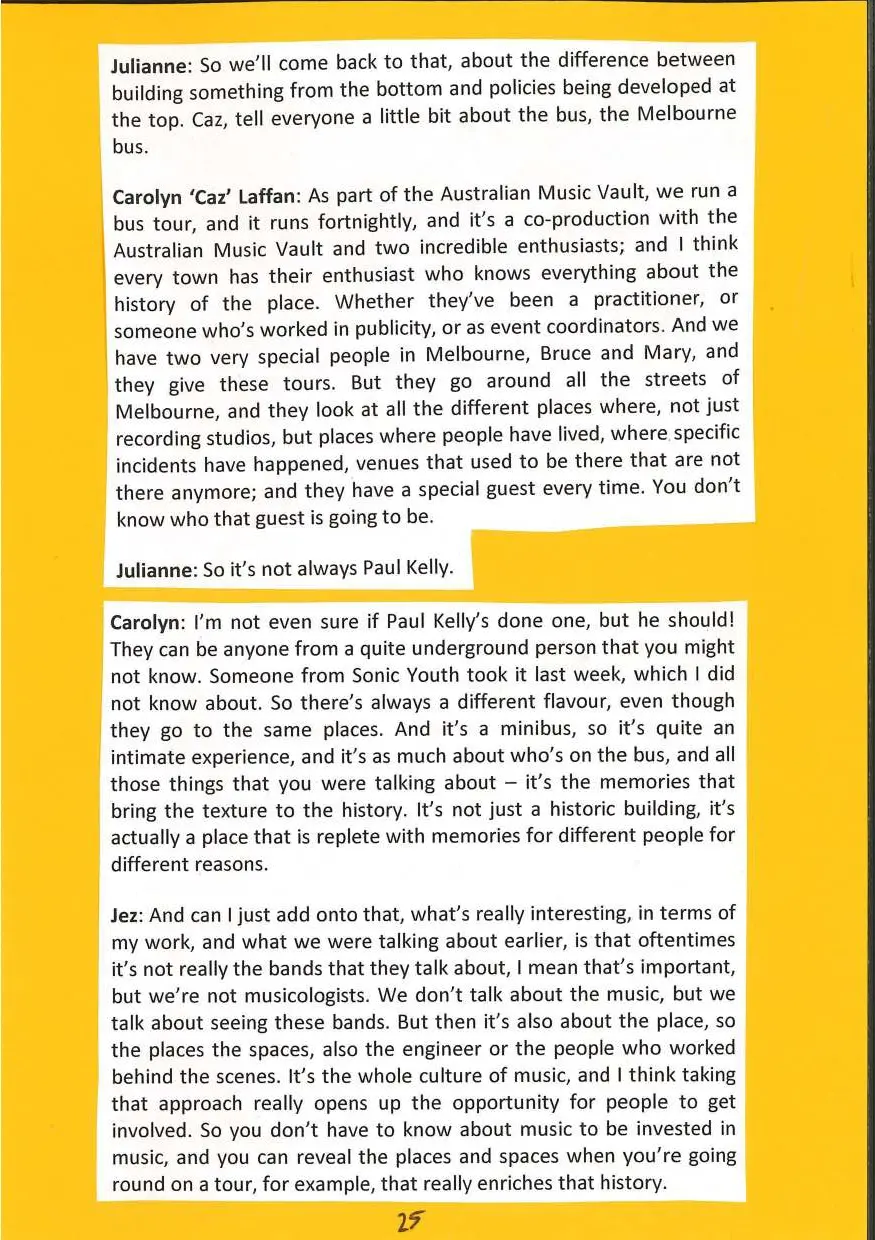 Julianne: So we'll come back to that, about the difference between
building something from the bottom and policies being developed at
the top. Caz, tell everyone a little bit about the bus, the Melbourne
bus.
Carolyn 'Caz' Laffan: As part of the Australian Music Vault, we run a
bus tour, and it runs fortnightly, and it's a co-production with the
Australian Music Vault and two incredible enthusiasts; and I think
every town has their enthusiast who knows everything about the
history of the place. Whether they've been a practitioner, or
someone who's worked in publicity, or as event coordinators. And we
have two very special people in Melbourne, Bruce and Mary, and
they give these tours. But they go around all the streets of
Melbourne, and they look at all the different places where, not just
recording studios, but places where people have lived, where specific
incidents have happened, venues that used to be there that are not
there anymore; and they have a special guest every time. You don't
know who that guest is going to be.
Julianne: So it's not always Paul Kelly.
Carolyn: I'm not even sure if Paul Kelly's done one, but he should!
They can be anyone from a quite underground person that you might
not know. Someone from Sonic Youth took it last week, which I did
not know about. So there's always a different flavour, even though
they go to the same places. And it's a minibus, so it's quite an
intimate experience, and it's as much about who's on the bus, and all
those things that you were talking about – it's the memories that
bring the texture to the history. It's not just a historic building, it's
actually a place that is replete with memories for different people for
different reasons.
Jez: And can I just add onto that, what's really interesting, in terms of
my work, and what we were talking about earlier, is that oftentimes
it's not really the bands that they talk about, I mean that's important,
but we're not musicologists. We don't talk about the music, but we
talk about seeing these bands. But then it's also about the place, so
the places the spaces, also the engineer or the people who worked
behind the scenes. It's the whole culture of music, and I think taking
that approach really opens up the opportunity for people to get
involved. So you don't have to know about music to be invested in
music, and you can reveal the places and spaces when you're going
round on a tour, for example, that really enriches that history.
25